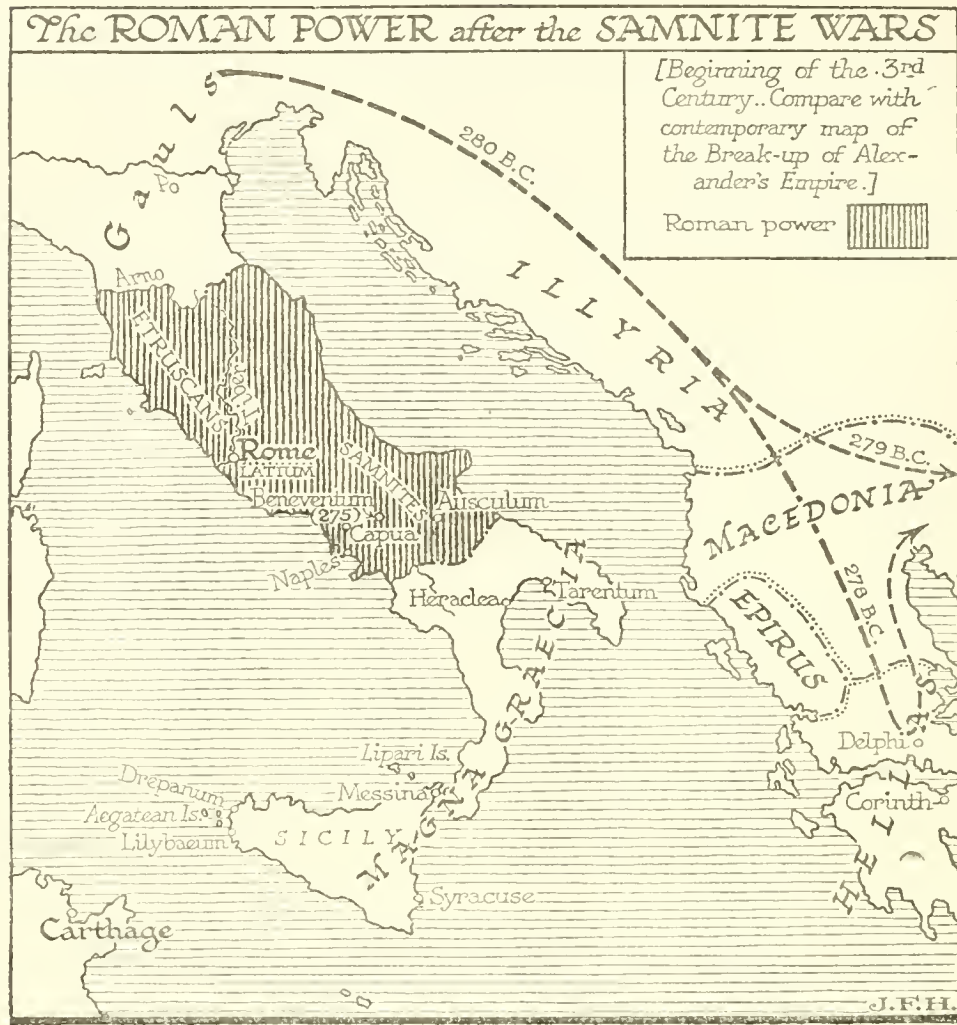 The ROMAN POWER after the SAMNITE WARS
[Beginning of the 3rd
Century.. Compare with
contemporary map of
the Break-up of Alex-
ander's Empire.]
Roman power
Gauls
280 B.C.
Po
ILLYRIA
Arno
ETRUSCANS
Tiber
279 B.C.
Rome
LATIUM
SAMNITES
MACEDONIA
Beneventum
(275)
Ausculum
Capua
Naples
Heraclea
Tarentum
278 B.C.
EPIRUS
MAGNA GRAECIA
HELLAS
Delphi
Lipari Is.
Drepanum
Messina
Corinth
Aegatean Is.
Lilybaeum
SICILY
Syracuse
Carthage
J.F.H.